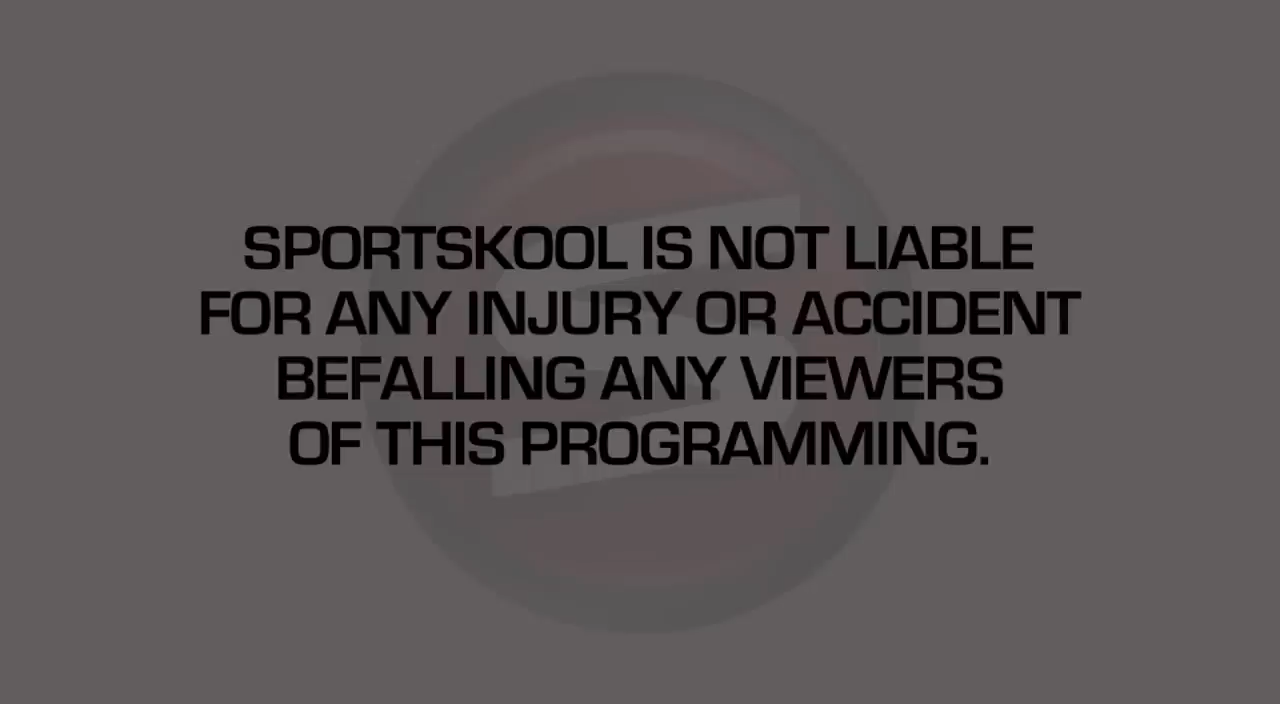 SPORTSKOOL IS NOT LIABLE
FOR ANY INJURY OR ACCIDENT
BEFALLING ANY VIEWERS
OF THIS PROGRAMMING.